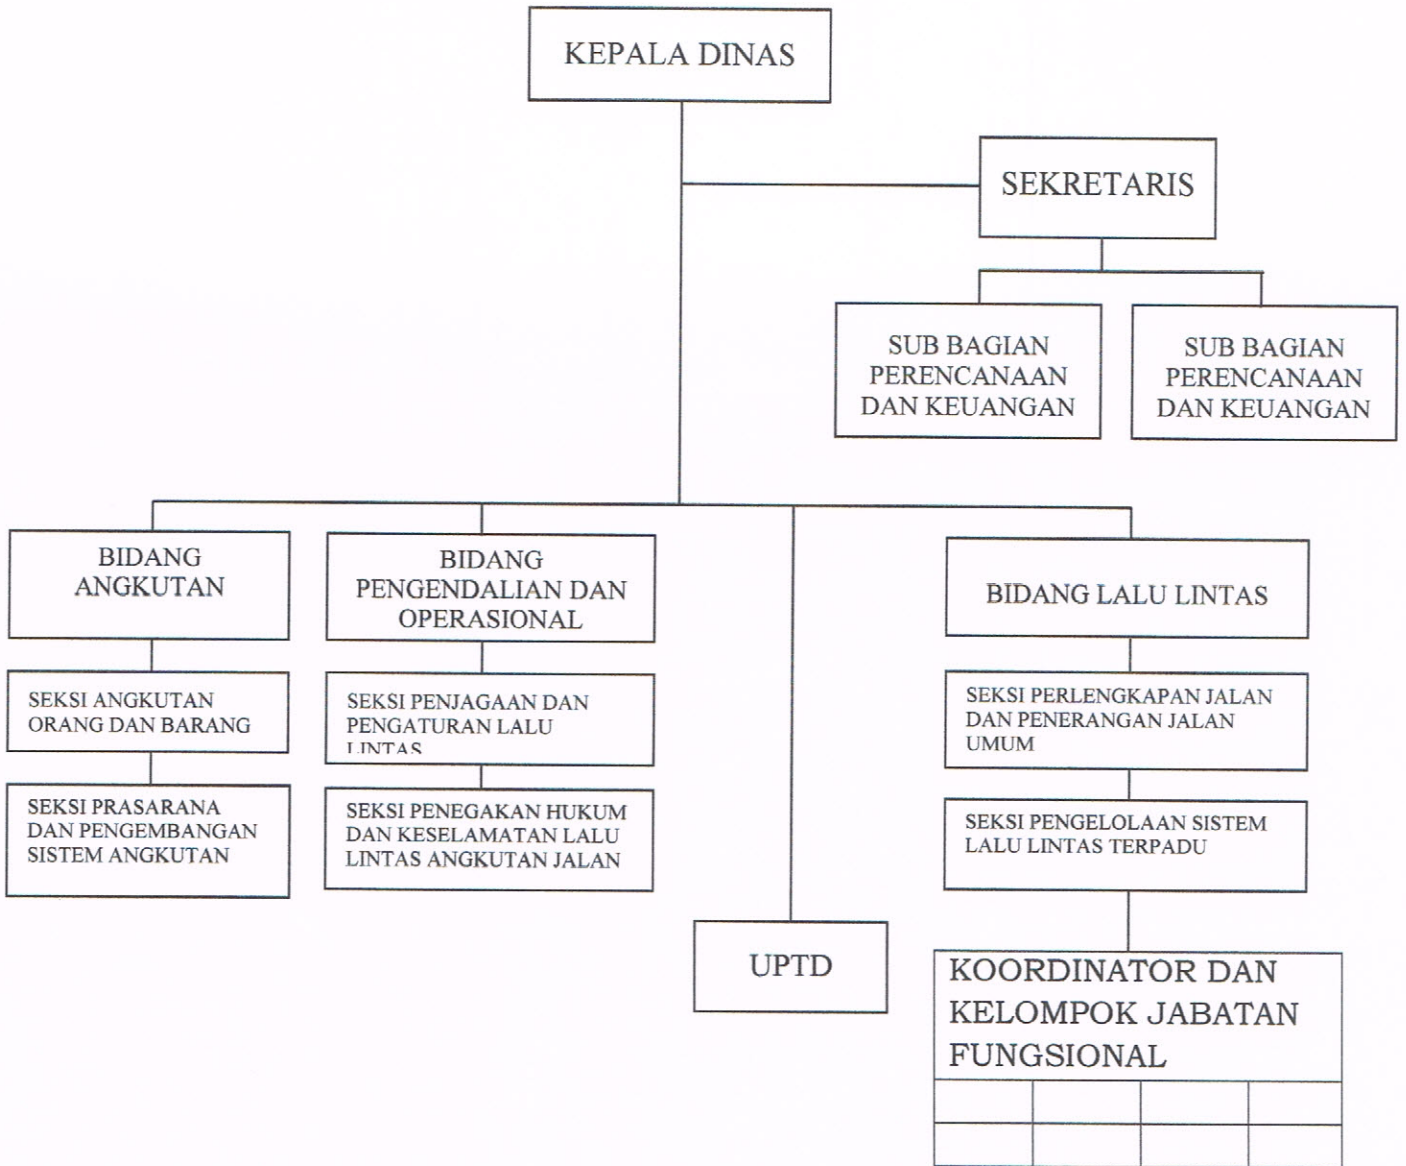 KEPALA DINAS
SEKRETARIS
SUB BAGIAN
PERENCANAAN
DAN KEUANGAN
SUB BAGIAN
PERENCANAAN
DAN KEUANGAN
BIDANG
ANGKUTAN
SEKSI ANGKUTAN
ORANG DAN BARANG
SEKSI PRASARANA
DAN PENGEMBANGAN
SISTEM ANGKUTAN
BIDANG
PENGENDALIAN DAN
OPERASIONAL
SEKSI PENJAGAAN DAN
PENGATURAN LALU
LINTAS
SEKSI PENEGAKAN HUKUM
DAN KESELAMATAN LALU
LINTAS ANGKUTAN JALAN
UPTD
BIDANG LALU LINTAS
SEKSI PERLENGKAPAN JALAN
DAN PENERANGAN JALAN
UMUM
SEKSI PENGELOLAAN SISTEM
LALU LINTAS TERPADU
KOORDINATOR DAN
KELOMPOK JABATAN
FUNGSIONAL